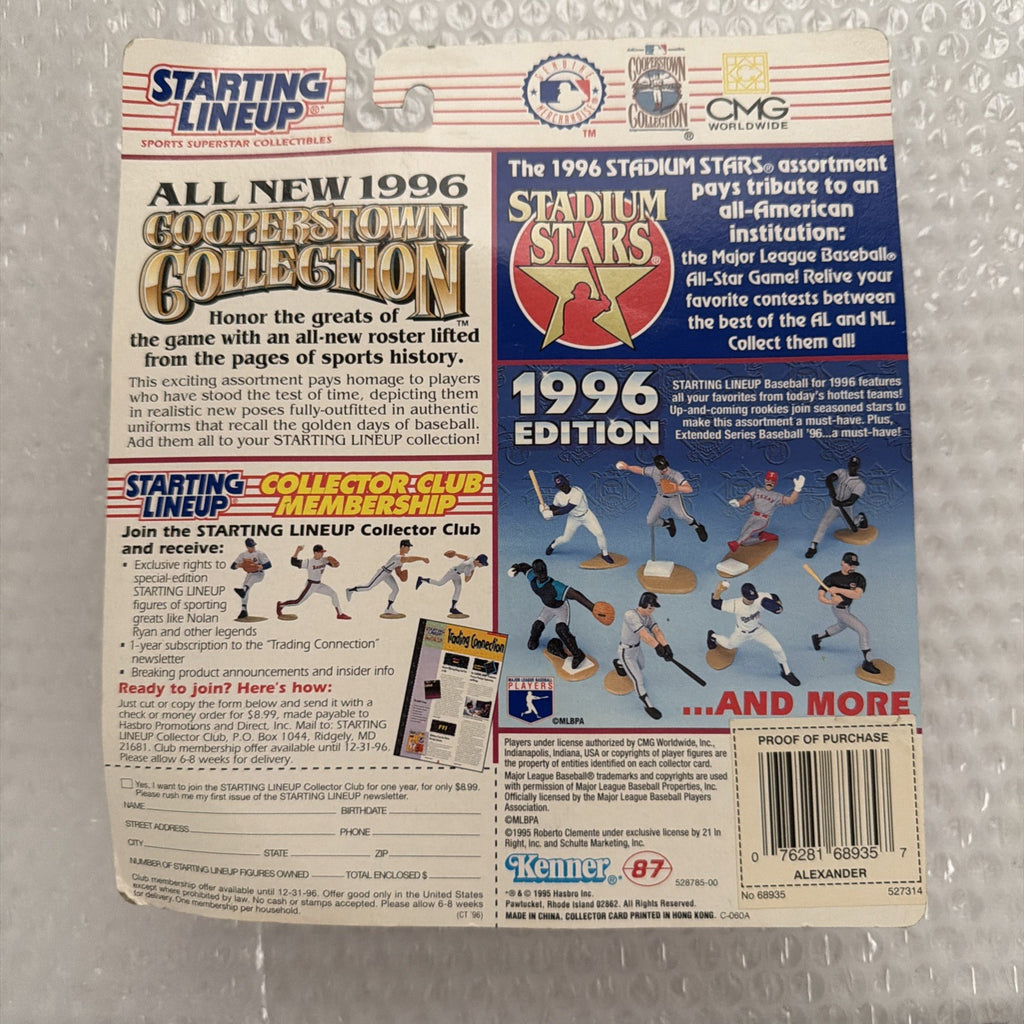 STARTING
LINEUP®
SPORTS SUPERSTAR COLLECTIBLES
GENUINE
MERCHANDISE
TM
COOPERSTOWN
COLLECTION
®
CMG
WORLDWIDE
ALL NEW 1996
COOPERSTOWN
COLLECTION
TM
Honor the greats of
the game with an all-new roster lifted
from the pages of sports history.
This exciting assortment pays homage to players
who have stood the test of time, depicting them
in realistic new poses fully-outfitted in authentic
uniforms that recall the golden days of baseball.
Add them all to your STARTING LINEUP collection!
The 1996 STADIUM STARS® assortment
pays tribute to an
all-American
institution:
the Major League Baseball®
All-Star Game! Relive your
favorite contests between
the best of the AL and NL.
Collect them all!
STADIUM
STARS®
1996
EDITION
STARTING LINEUP Baseball for 1996 features
all your favorites from today's hottest teams!
Up-and-coming rookies join seasoned stars to
make this assortment a must-have. Plus,
Extended Series Baseball '96...a must-have!
TEXAS
MAJOR LEAGUE BASEBALL
PLAYERS
©MLBPA
...AND MORE
STARTING
LINEUP®
COLLECTOR CLUB
MEMBERSHIP
Join the STARTING LINEUP Collector Club
and receive:
▪ Exclusive rights to
special-edition
STARTING LINEUP
figures of sporting
greats like Nolan
Ryan and other legends
▪ 1-year subscription to the "Trading Connection"
newsletter
▪ Breaking product announcements and insider info
Trading Connection
Ready to join? Here's how:
Just cut or copy the form below and send it with a
check or money order for $8.99, made payable to
Hasbro Promotions and Direct, Inc. Mail to: STARTING
LINEUP Collector Club, P.O. Box 1044, Ridgely, MD
21681. Club membership offer available until 12-31-96.
Please allow 6-8 weeks for delivery.
Yes, I want to join the STARTING LINEUP Collector Club for one year, for only $8.99.
Please rush me my first issue of the STARTING LINEUP newsletter.
NAME BIRTHDATE
STREET ADDRESS PHONE
CITY STATE ZIP
NUMBER OF STARTING LINEUP FIGURES OWNED TOTAL ENCLOSED $
Club membership offer available until 12-31-96. Offer good only in the United States
except where prohibited by law. No cash or stamps accepted. Please allow 6-8 weeks
for delivery. One membership per household.
(CT '96)
Players under license authorized by CMG Worldwide, Inc.,
Indianapolis, Indiana, USA or copyrights of player figures are
the property of entities identified on each collector card.
Major League Baseball® trademarks and copyrights are used
with permission of Major League Baseball Properties, Inc.
Officially licensed by the Major League Baseball Players
Association.
©MLBPA
©1995 Roberto Clemente under exclusive license by 21 In
Right, Inc. and Schulte Marketing, Inc.
Kenner®
87
528785-00
®* & © 1995 Hasbro Inc.
Pawtucket, Rhode Island 02862. All Rights Reserved.
MADE IN CHINA. COLLECTOR CARD PRINTED IN HONG KONG. C-060A
PROOF OF PURCHASE
0 76281 68935 7
ALEXANDER
No 68935
527314